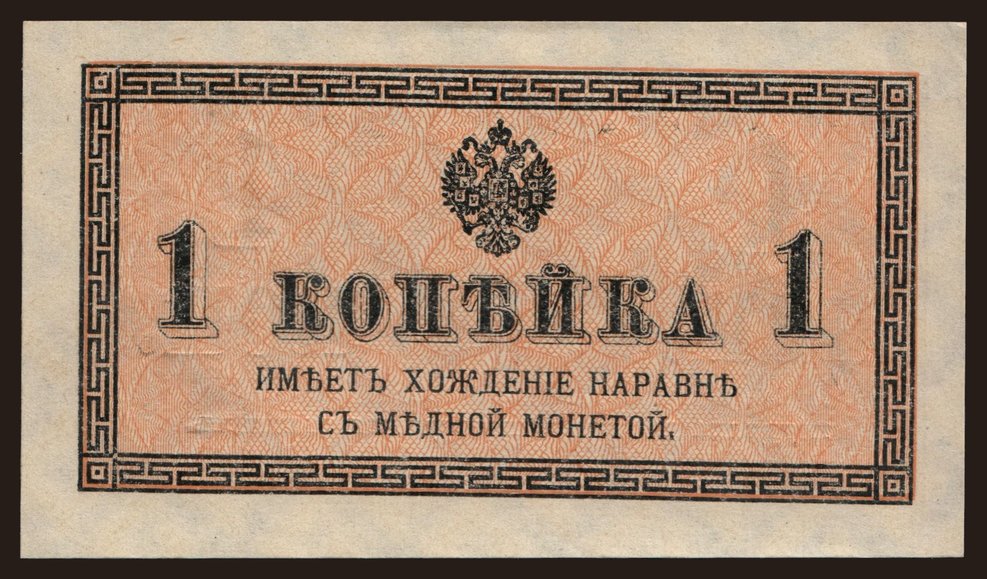 1 КОПѢЙКА 1
ИМѢЕТЪ ХОЖДЕНІЕ НАРАВНѢ
СЪ МѢДНОЙ МОНЕТОЙ.